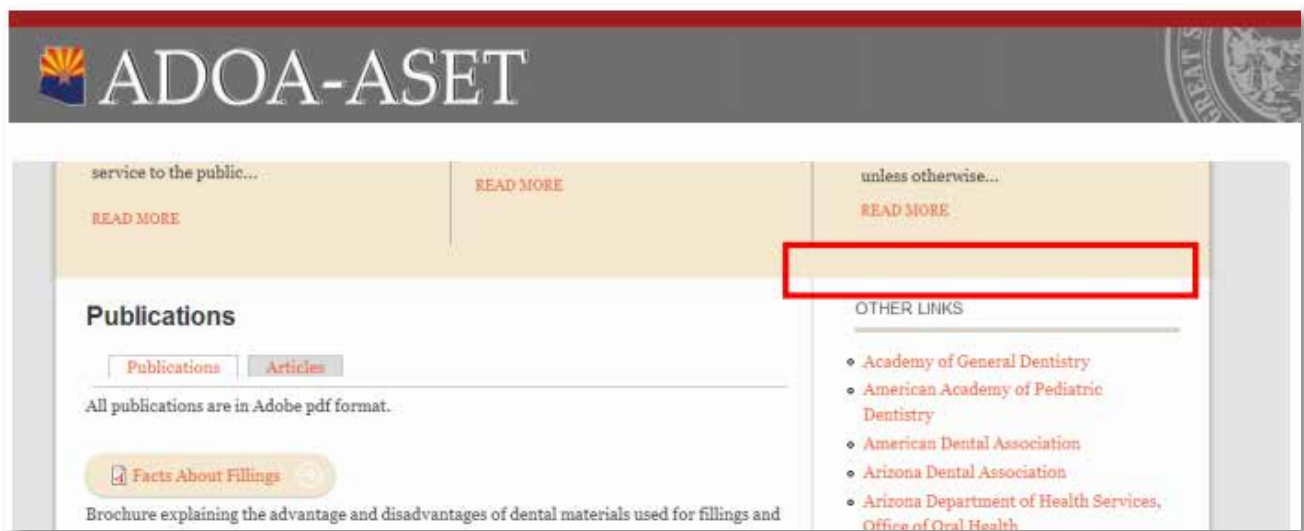 ADOA-ASET
GREAT S
service to the public...
READ MORE
READ MORE
unless otherwise...
READ MORE
Publications
Publications
Articles
All publications are in Adobe pdf format.
Facts About Fillings
Brochure explaining the advantage and disadvantages of dental materials used for fillings and
OTHER LINKS
Academy of General Dentistry
American Academy of Pediatric
Dentistry
American Dental Association
Arizona Dental Association
Arizona Department of Health Services,
Office of Oral Health